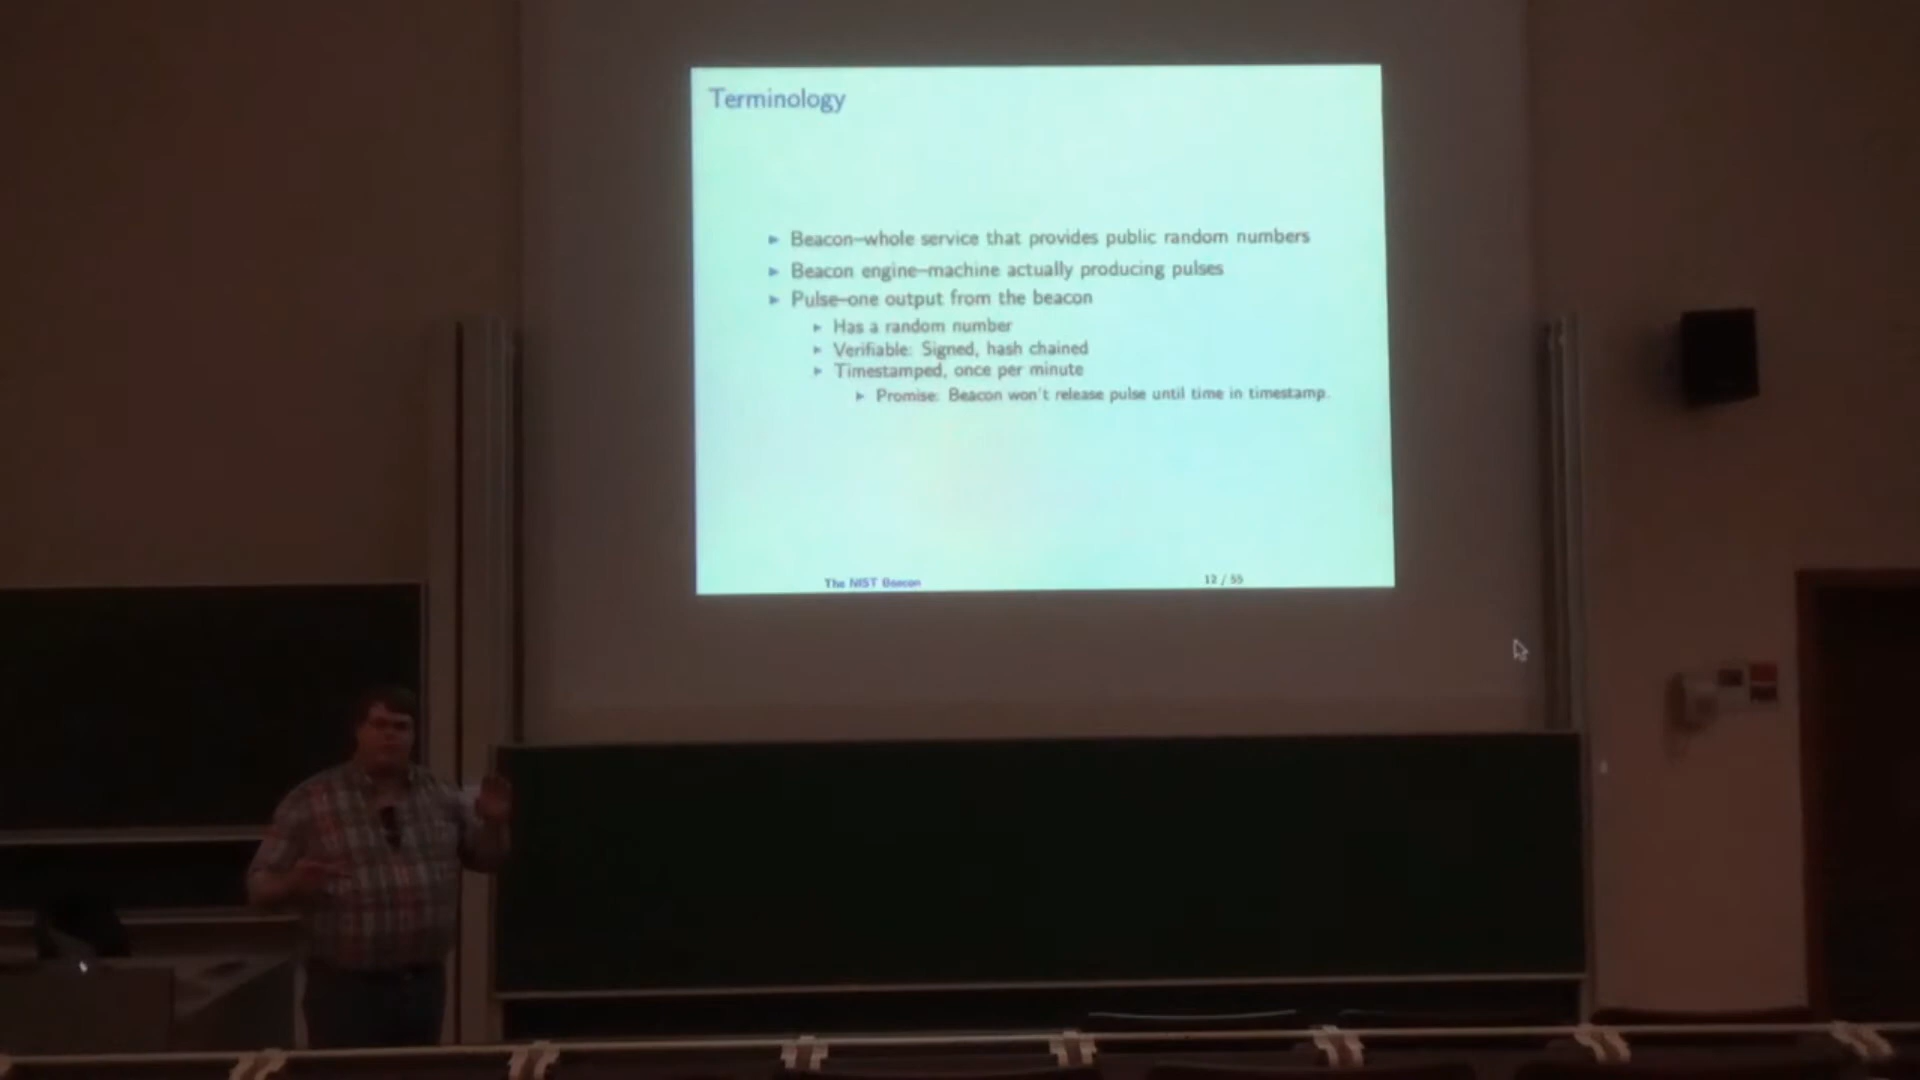 Terminology
Beacon–whole service that provides public random numbers
Beacon engine–machine actually producing pulses
Pulse–one output from the beacon
Has a random number
Verifiable: Signed, hash chained
Timestamped, once per minute
Promise: Beacon won't release pulse until time in timestamp.
The NIST Beacon
12 / 55